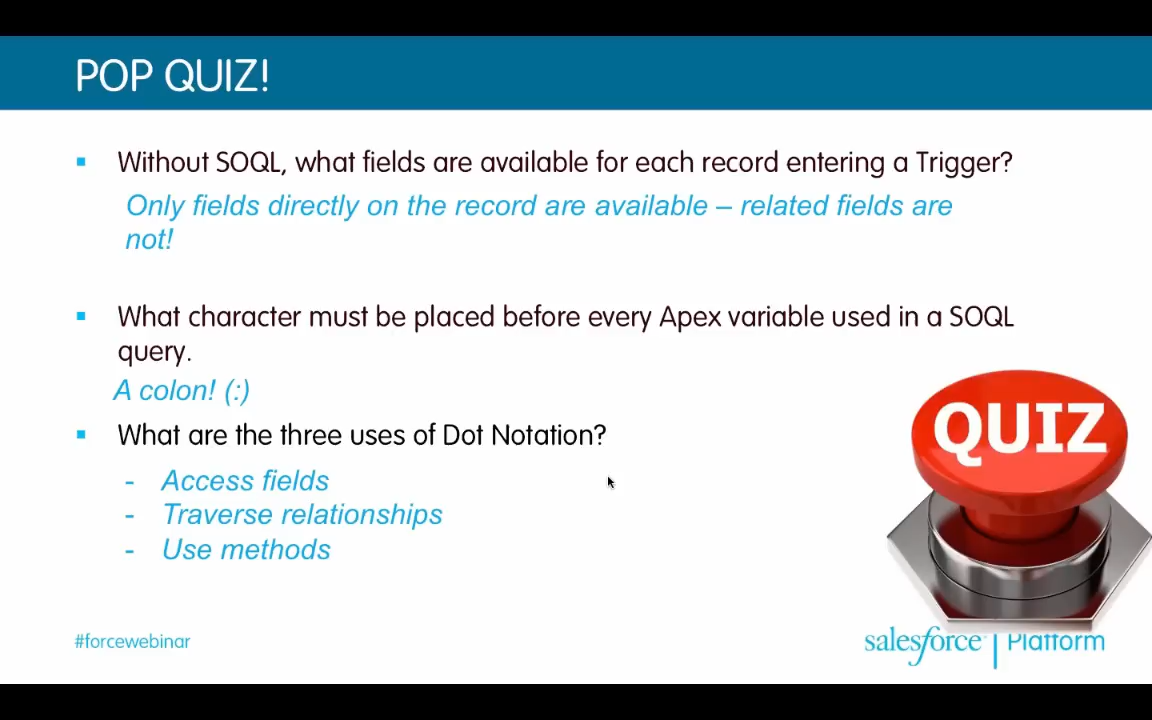 POP QUIZ!
▪ Without SOQL, what fields are available for each record entering a Trigger?
Only fields directly on the record are available – related fields are
not!
▪ What character must be placed before every Apex variable used in a SOQL
query.
A colon! (:)
▪ What are the three uses of Dot Notation?
- Access fields
- Traverse relationships
- Use methods
QUIZ
#forcewebinar
salesforce | Platform